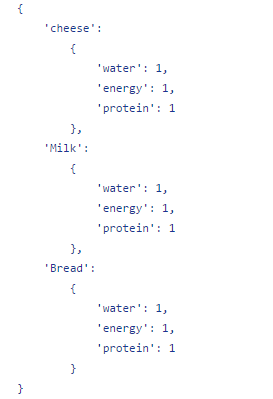 {
    'cheese':
        {
            'water': 1,
            'energy': 1,
            'protein': 1
        },
    'Milk':
        {
            'water': 1,
            'energy': 1,
            'protein': 1
        },
    'Bread':
        {
            'water': 1,
            'energy': 1,
            'protein': 1
        }
}